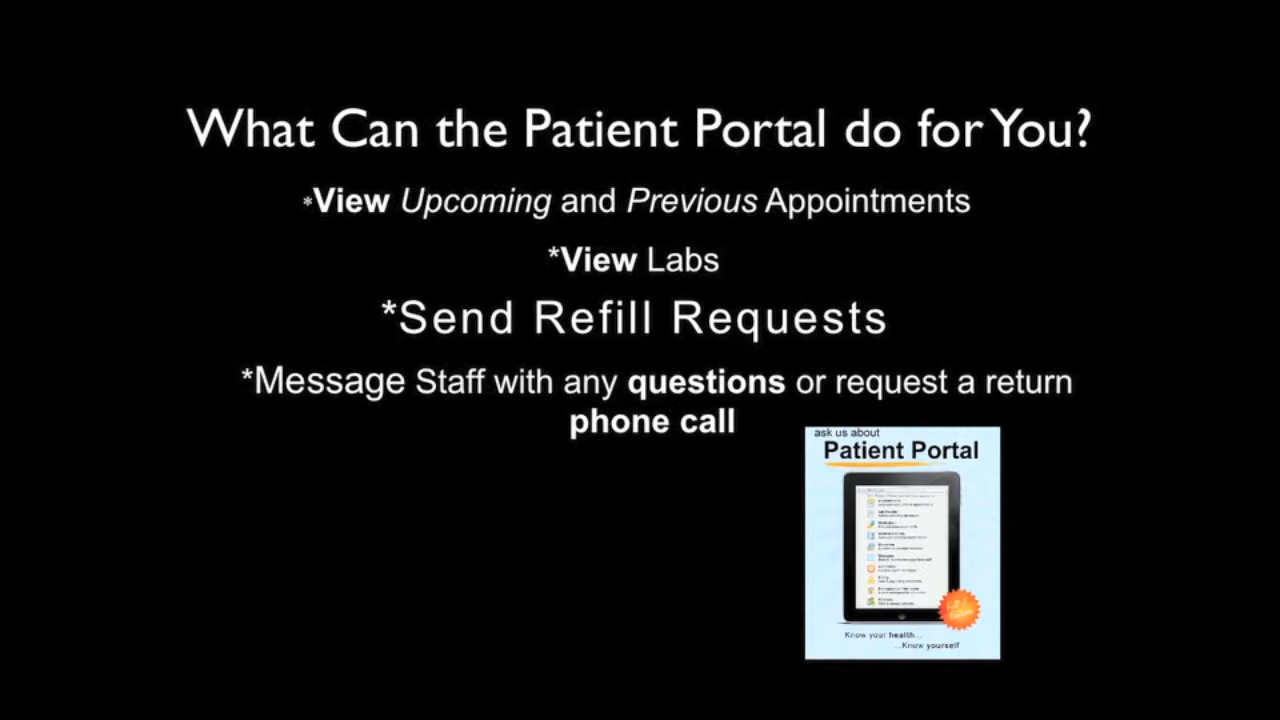 What Can the Patient Portal do for You?
*View Upcoming and Previous Appointments
*View Labs
*Send Refill Requests
*Message Staff with any questions or request a return
phone call
ask us about
Patient Portal
Know your health...
...Know yourself